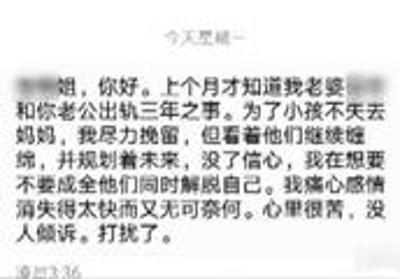 今天星期一
姐，你好。上个月才知道我老婆
和你老公出轨三年之事。为了小孩不失去
妈妈，我尽力挽留，但看着他们继续缠
绵，并规划着未来，没了信心，我在想要
不要成全他们同时解脱自己。我痛心感情
消失得太快而又无可奈何。心里很苦，没
人倾诉。打扰了。
凌晨3:36